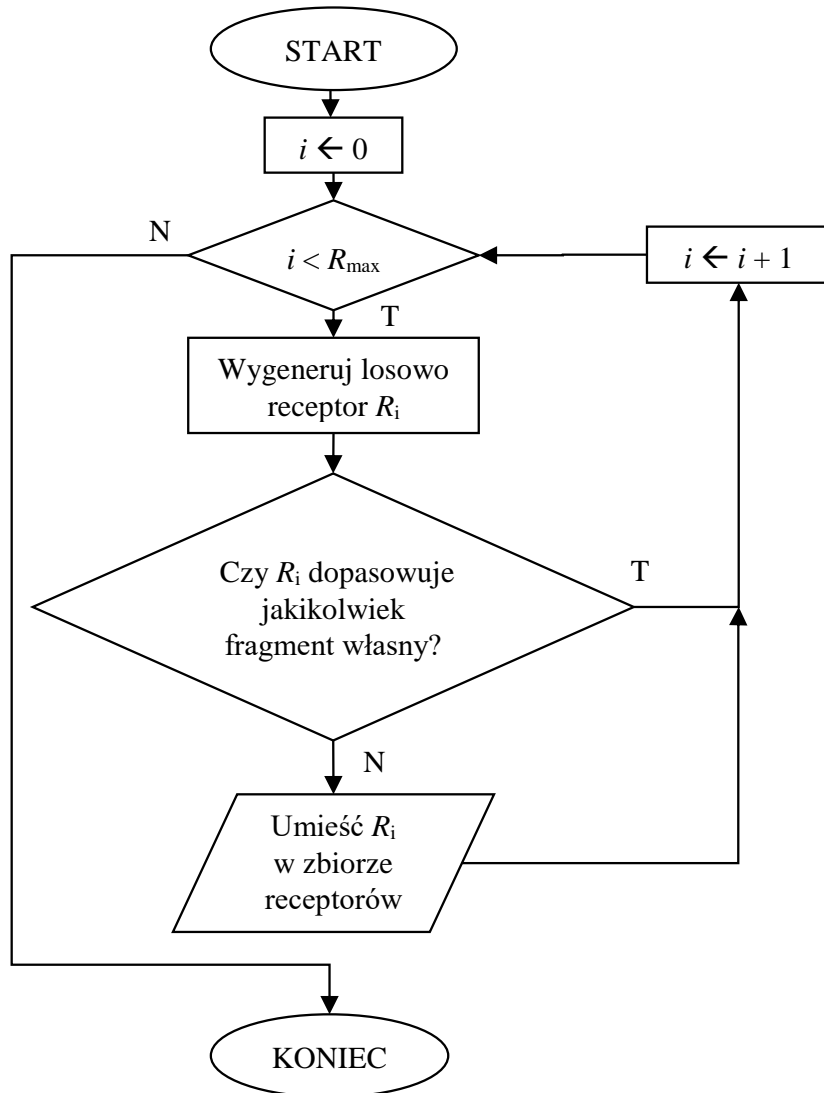 START
i ← 0
N
i < Rmax
i ← i + 1
T
Wygeneruj losowo
receptor Ri
Czy Ri dopasowuje
jakikolwiek
fragment własny?
T
N
Umieść Ri
w zbiorze
receptorów
KONIEC